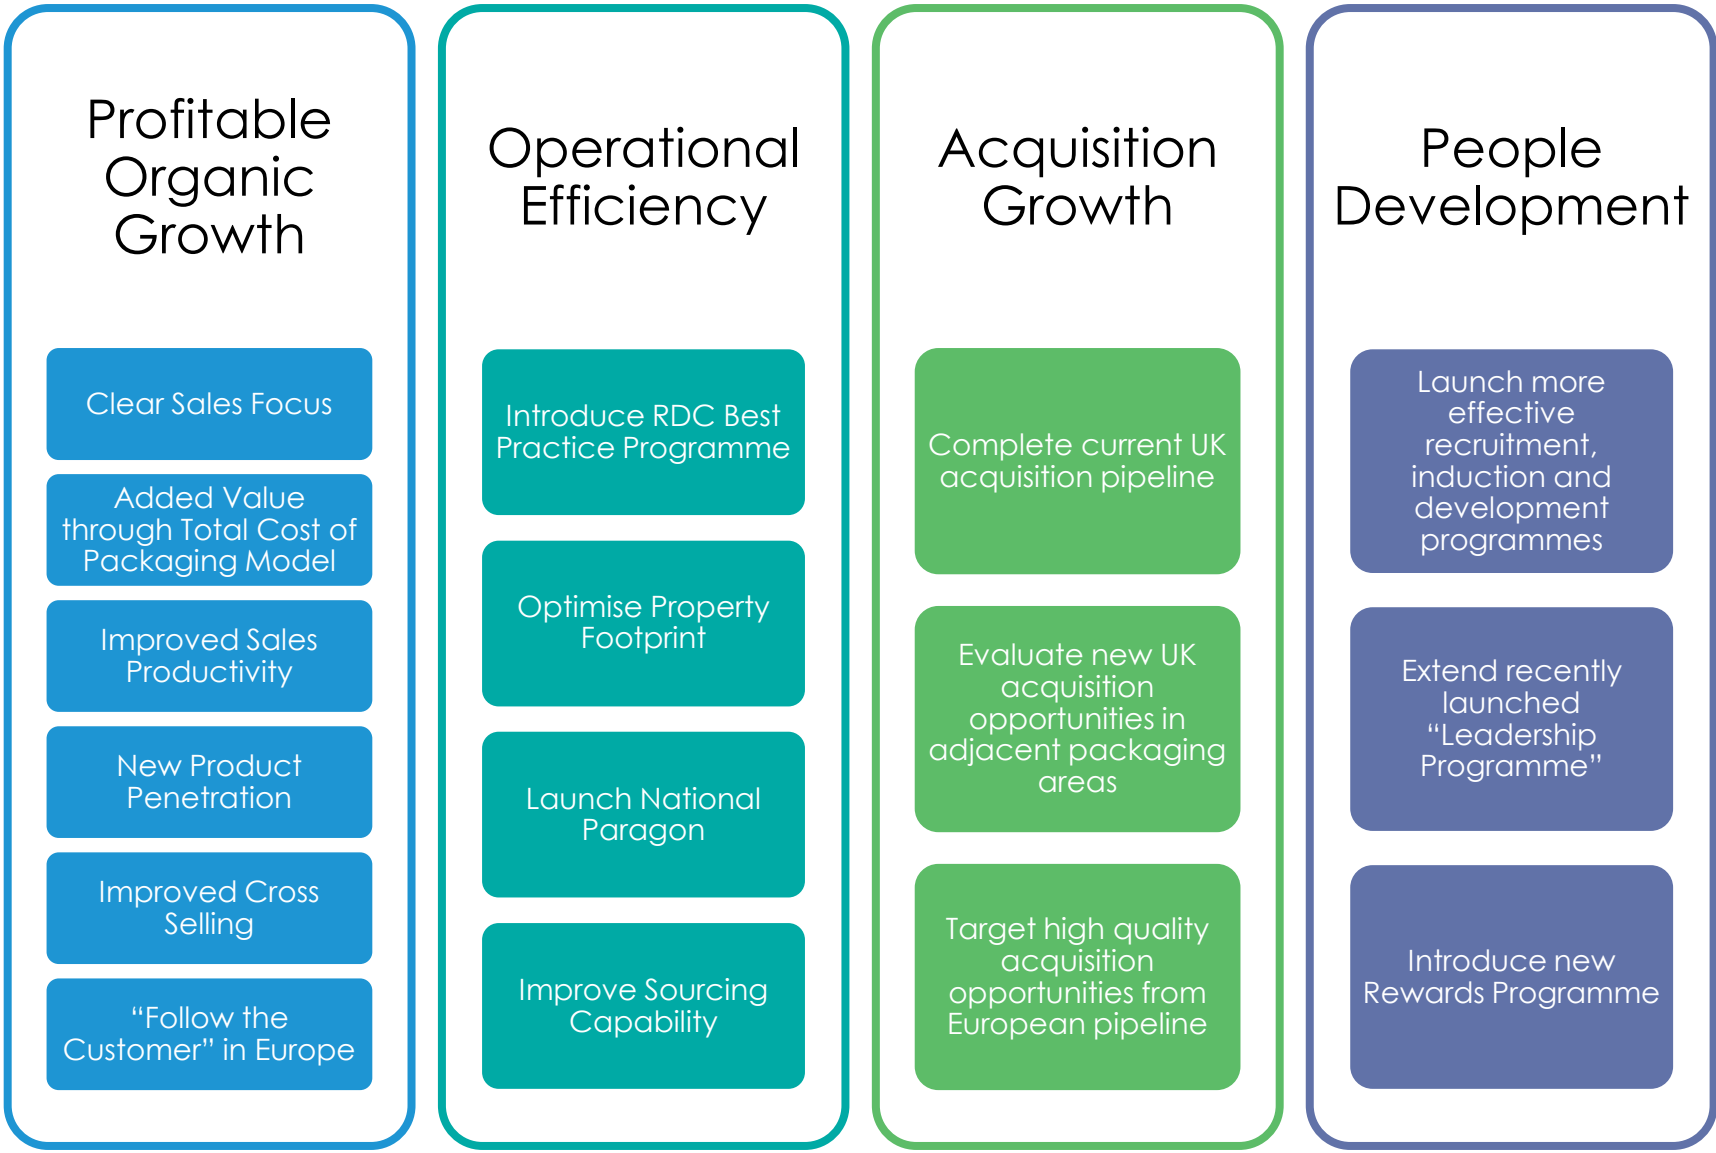 Profitable
Organic
Growth
Clear Sales Focus
Added Value
through Total Cost of
Packaging Model
Improved Sales
Productivity
New Product
Penetration
Improved Cross
Selling
“Follow the
Customer” in Europe
Operational
Efficiency
Introduce RDC Best
Practice Programme
Optimise Property
Footprint
Launch National
Paragon
Improve Sourcing
Capability
Acquisition
Growth
Complete current UK
acquisition pipeline
Evaluate new UK
acquisition
opportunities in
adjacent packaging
areas
Target high quality
acquisition
opportunities from
European pipeline
People
Development
Launch more
effective
recruitment,
induction and
development
programmes
Extend recently
launched
“Leadership
Programme”
Introduce new
Rewards Programme